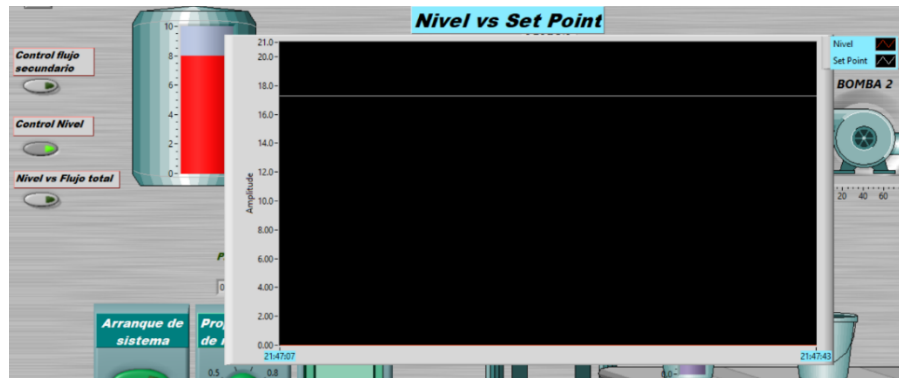 Nivel vs Set Point
Control flujo
secundario
Control Nivel
Nivel vs Flujo total
10-
8-
6-
4-
2-
0-
21.0-
20.0-
18.0-
16.0-
14.0-
12.0-
10.0-
8.00-
6.00-
4.00-
2.00-
0.00-
Amplitude
21:47:07
21:47:43
Nivel
Set Point
BOMBA 2
20 40 60
Arranque de
sistema
0.5
0.8
0.0-